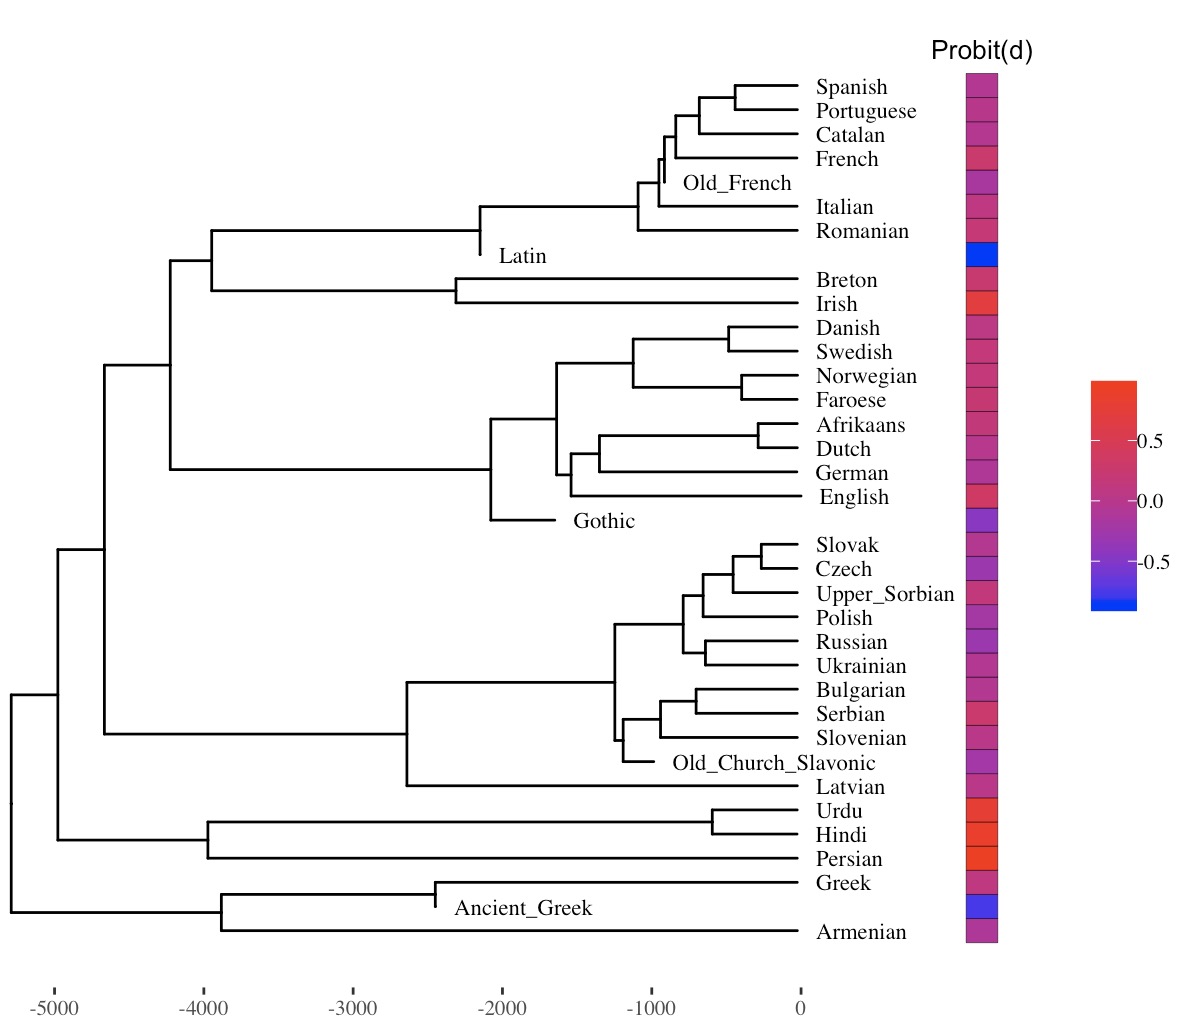 Probit(d)
Spanish
Portuguese
Catalan
French
Old_French
Italian
Romanian
Latin
Breton
Irish
Danish
Swedish
Norwegian
Faroese
Afrikaans
Dutch
German
English
Gothic
Slovak
Czech
Upper_Sorbian
Polish
Russian
Ukrainian
Bulgarian
Serbian
Slovenian
Old_Church_Slavonic
Latvian
Urdu
Hindi
Persian
Greek
Ancient_Greek
Armenian
0.5
0.0
-0.5
-5000 -4000 -3000 -2000 -1000 0